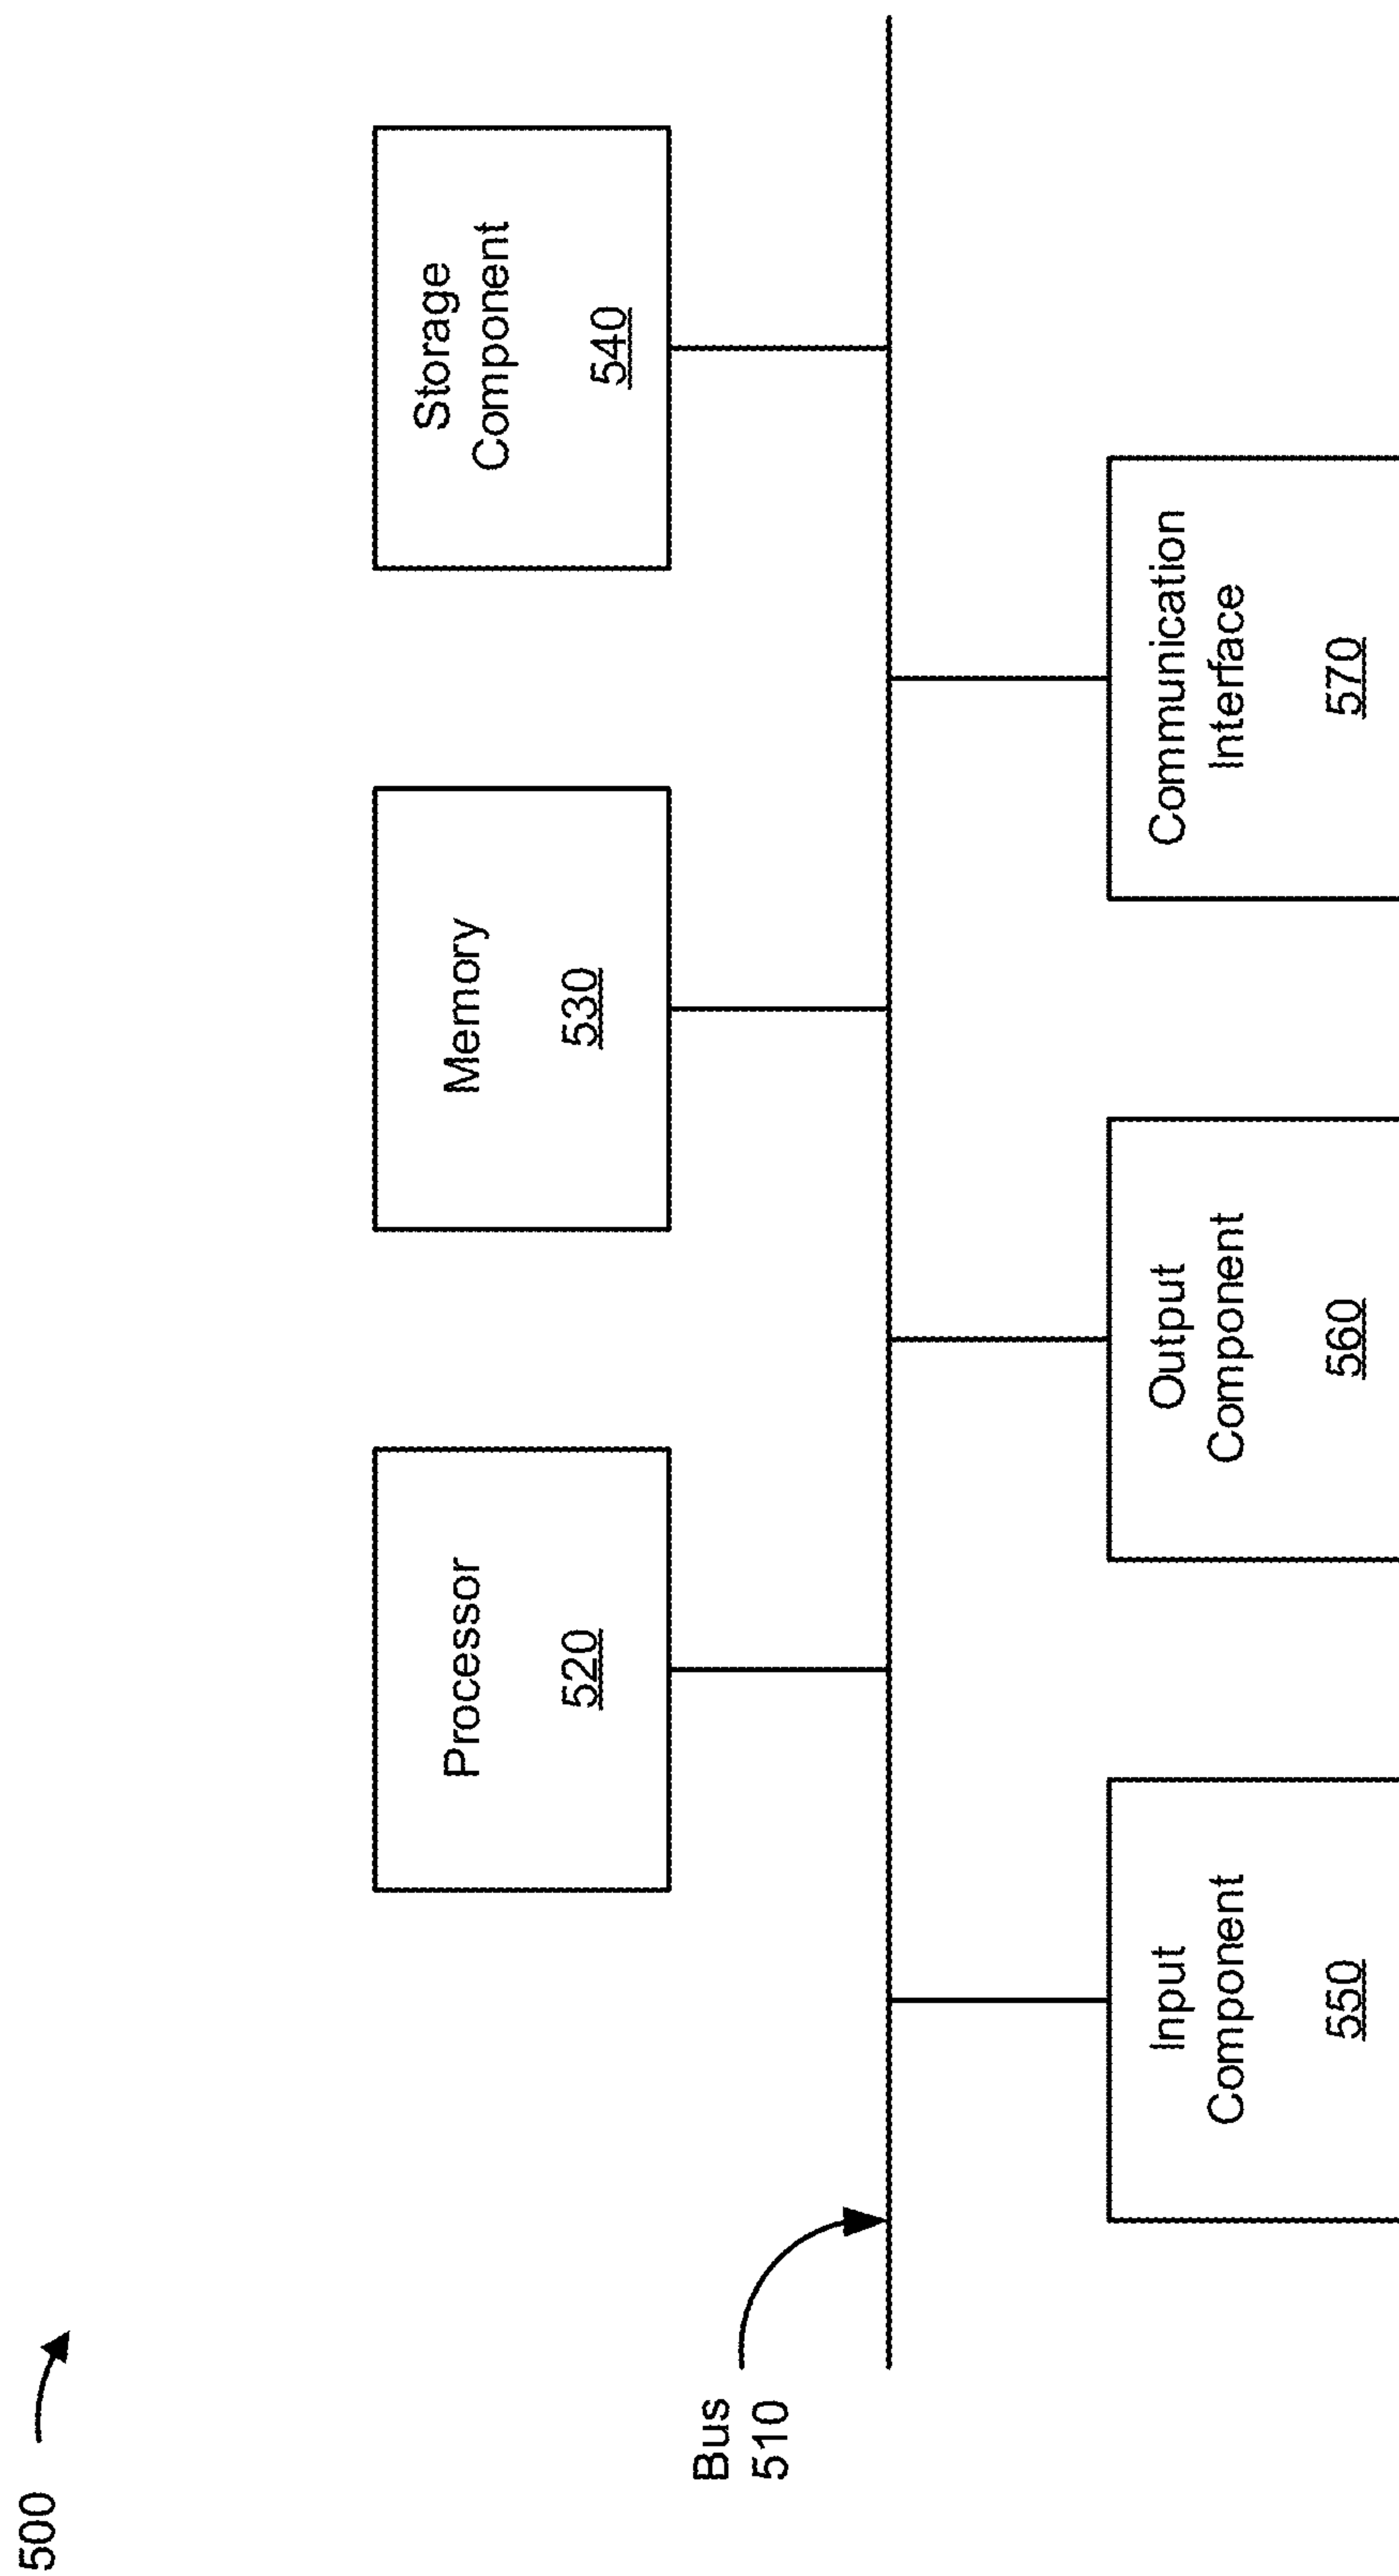 500
Bus
510
Processor
520
Memory
530
Storage
Component
540
Input
Component
550
Output
Component
560
Communication
Interface
570